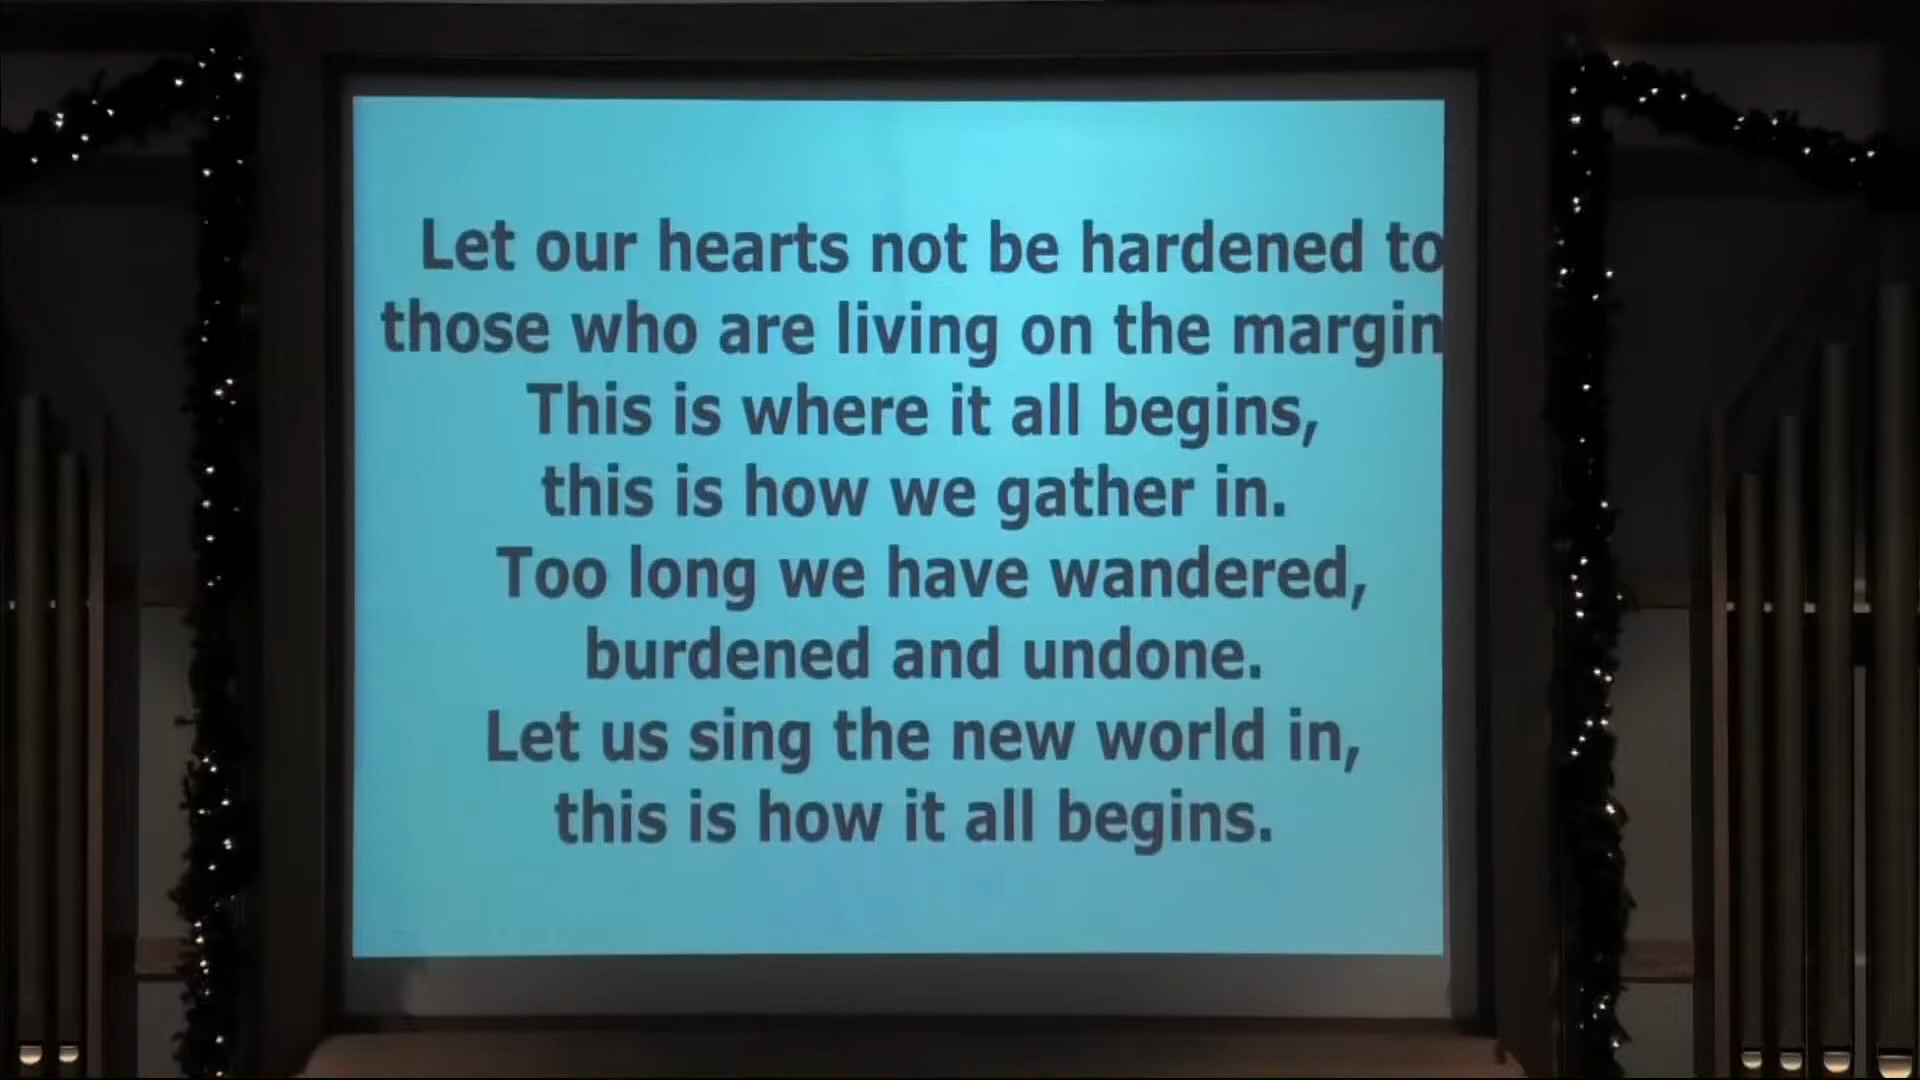 Let our hearts not be hardened to
those who are living on the margin
This is where it all begins,
this is how we gather in.
Too long we have wandered,
burdened and undone.
Let us sing the new world in,
this is how it all begins.